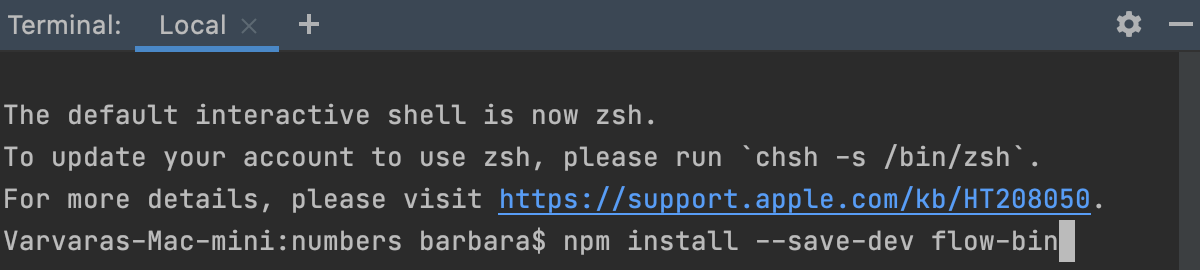 Terminal: Local × +
The default interactive shell is now zsh.
To update your account to use zsh, please run `chsh -s /bin/zsh`.
For more details, please visit https://support.apple.com/kb/HT208050.
Varvaras-Mac-mini:numbers barbara$ npm install --save-dev flow-bin